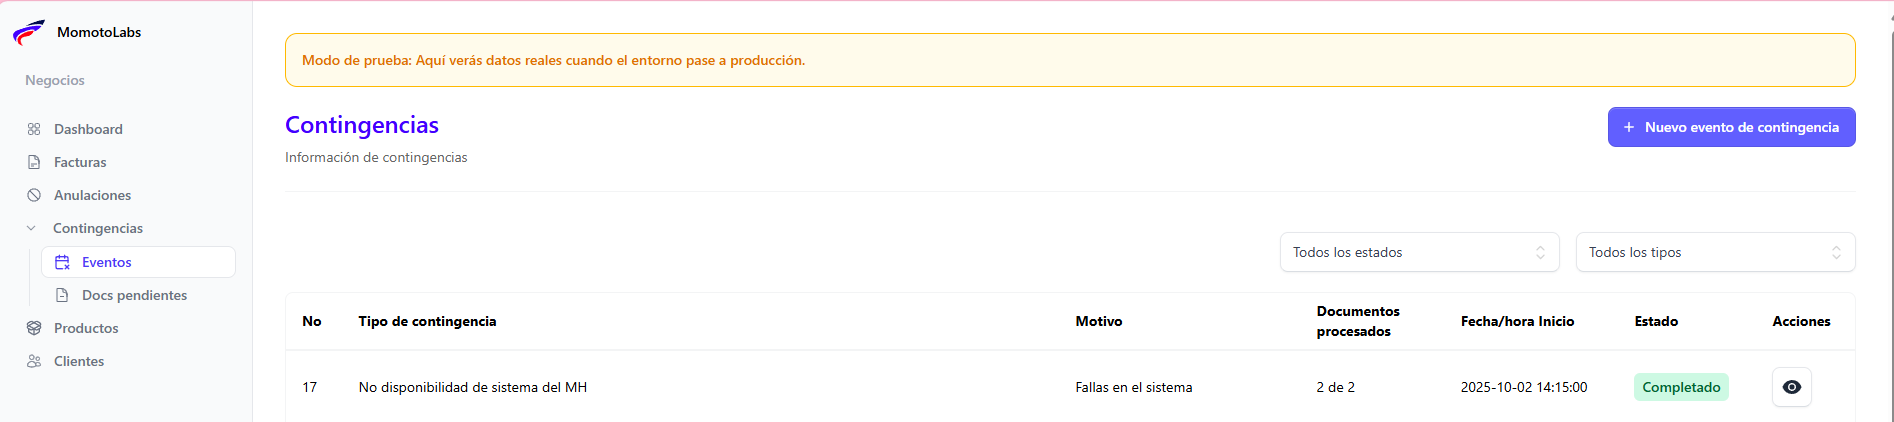 MomotoLabs
Negocios
Dashboard
Facturas
Anulaciones
Contingencias
Eventos
Docs pendientes
Productos
Clientes
Modo de prueba: Aquí verás datos reales cuando el entorno pase a producción.
Contingencias
Información de contingencias
+ Nuevo evento de contingencia
Todos los estados
Todos los tipos
No
Tipo de contingencia
Motivo
Documentos
procesados
Fecha/hora Inicio
Estado
Acciones
17
No disponibilidad de sistema del MH
Fallas en el sistema
2 de 2
2025-10-02 14:15:00
Completado